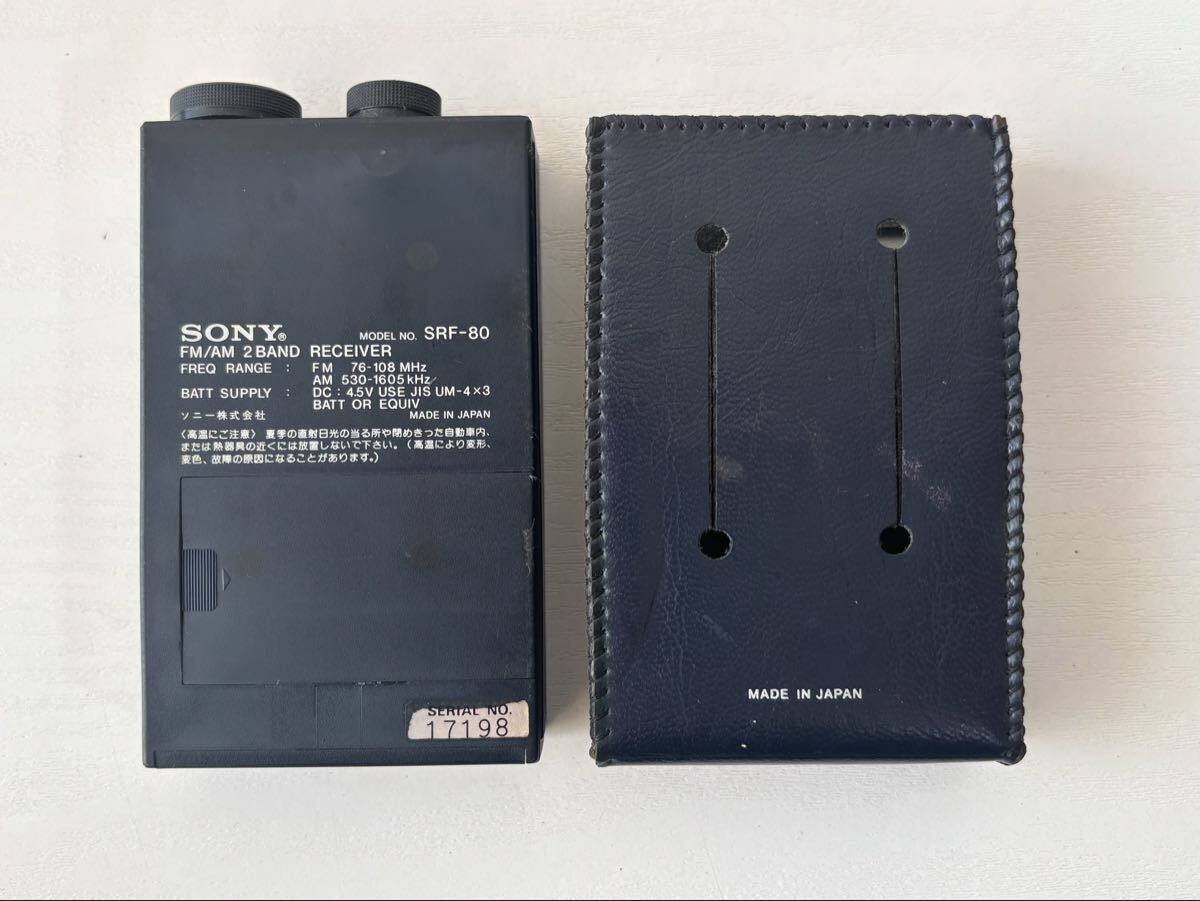 SONY® MODEL NO. SRF-80
FM/AM 2 BAND RECEIVER
FREQ RANGE : FM 76-108 MHz
AM 530-1605 kHz
BATT SUPPLY : DC : 4.5V USE JIS UM-4×3
BATT OR EQUIV
ソニー株式会社 MADE IN JAPAN
〈高温にご注意〉 夏季の直射日光の当る所や閉めきった自動車内、
または熱器具の近くには放置しないで下さい。(高温により変形、
変色、故障の原因になることがあります。)
SERIAL NO.
17198
MADE IN JAPAN